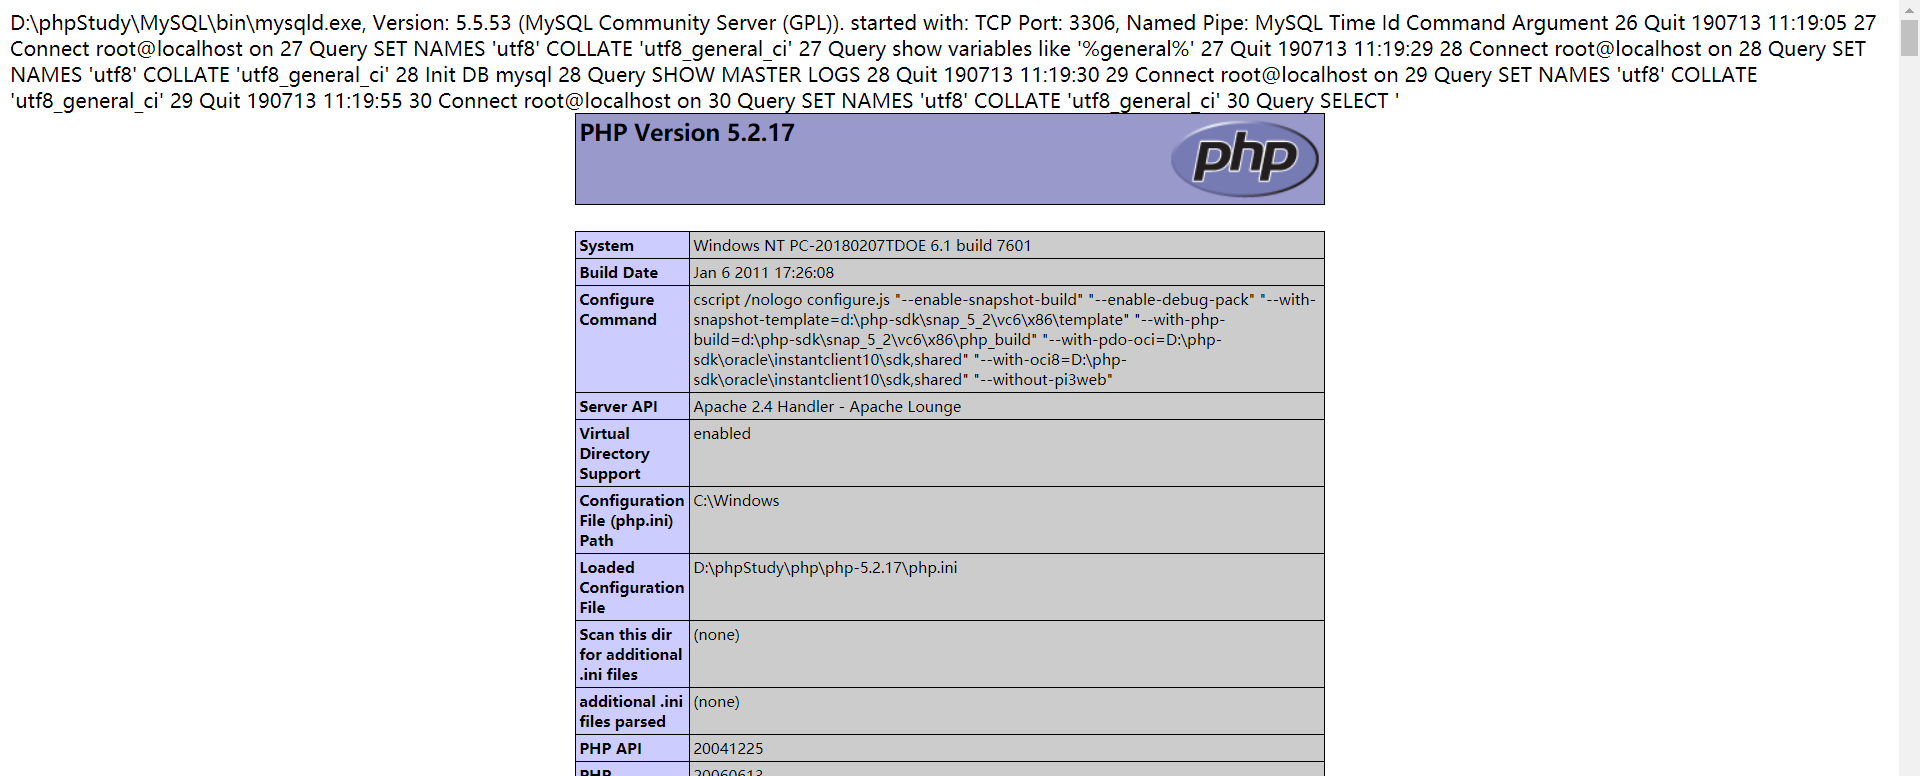 D:\phpStudy\MySQL\bin\mysqld.exe, Version: 5.5.53 (MySQL Community Server (GPL)). started with: TCP Port: 3306, Named Pipe: MySQL Time Id Command Argument 26 Quit 190713 11:19:05 27
Connect root@localhost on 27 Query SET NAMES 'utf8' COLLATE 'utf8_general_ci' 27 Query show variables like '%general%' 27 Quit 190713 11:19:29 28 Connect root@localhost on 28 Query SET
NAMES 'utf8' COLLATE 'utf8_general_ci' 28 Init DB mysql 28 Query SHOW MASTER LOGS 28 Quit 190713 11:19:30 29 Connect root@localhost on 29 Query SET NAMES 'utf8' COLLATE
'utf8_general_ci' 29 Quit 190713 11:19:55 30 Connect root@localhost on 30 Query SET NAMES 'utf8' COLLATE 'utf8_general_ci' 30 Query SELECT '
PHP Version 5.2.17
php
System Windows NT PC-20180207TDOE 6.1 build 7601
Build Date Jan 6 2011 17:26:08
Configure
Command
cscript /nologo configure.js "--enable-snapshot-build" "--enable-debug-pack" "--with-
snapshot-template=d:\php-sdk\snap_5_2\vc6\x86\template" "--with-php-
build=d:\php-sdk\snap_5_2\vc6\x86\php_build" "--with-pdo-oci=D:\php-
sdk\oracle\instantclient10\sdk,shared" "--with-oci8=D:\php-
sdk\oracle\instantclient10\sdk,shared" "--without-pi3web"
Server API Apache 2.4 Handler - Apache Lounge
Virtual
Directory
Support
enabled
Configuration
File (php.ini)
Path
C:\Windows
Loaded
Configuration
File
D:\phpStudy\php\php-5.2.17\php.ini
Scan this dir
for additional
.ini files
(none)
additional .ini
files parsed
(none)
PHP API 20041225
PHP 20060613